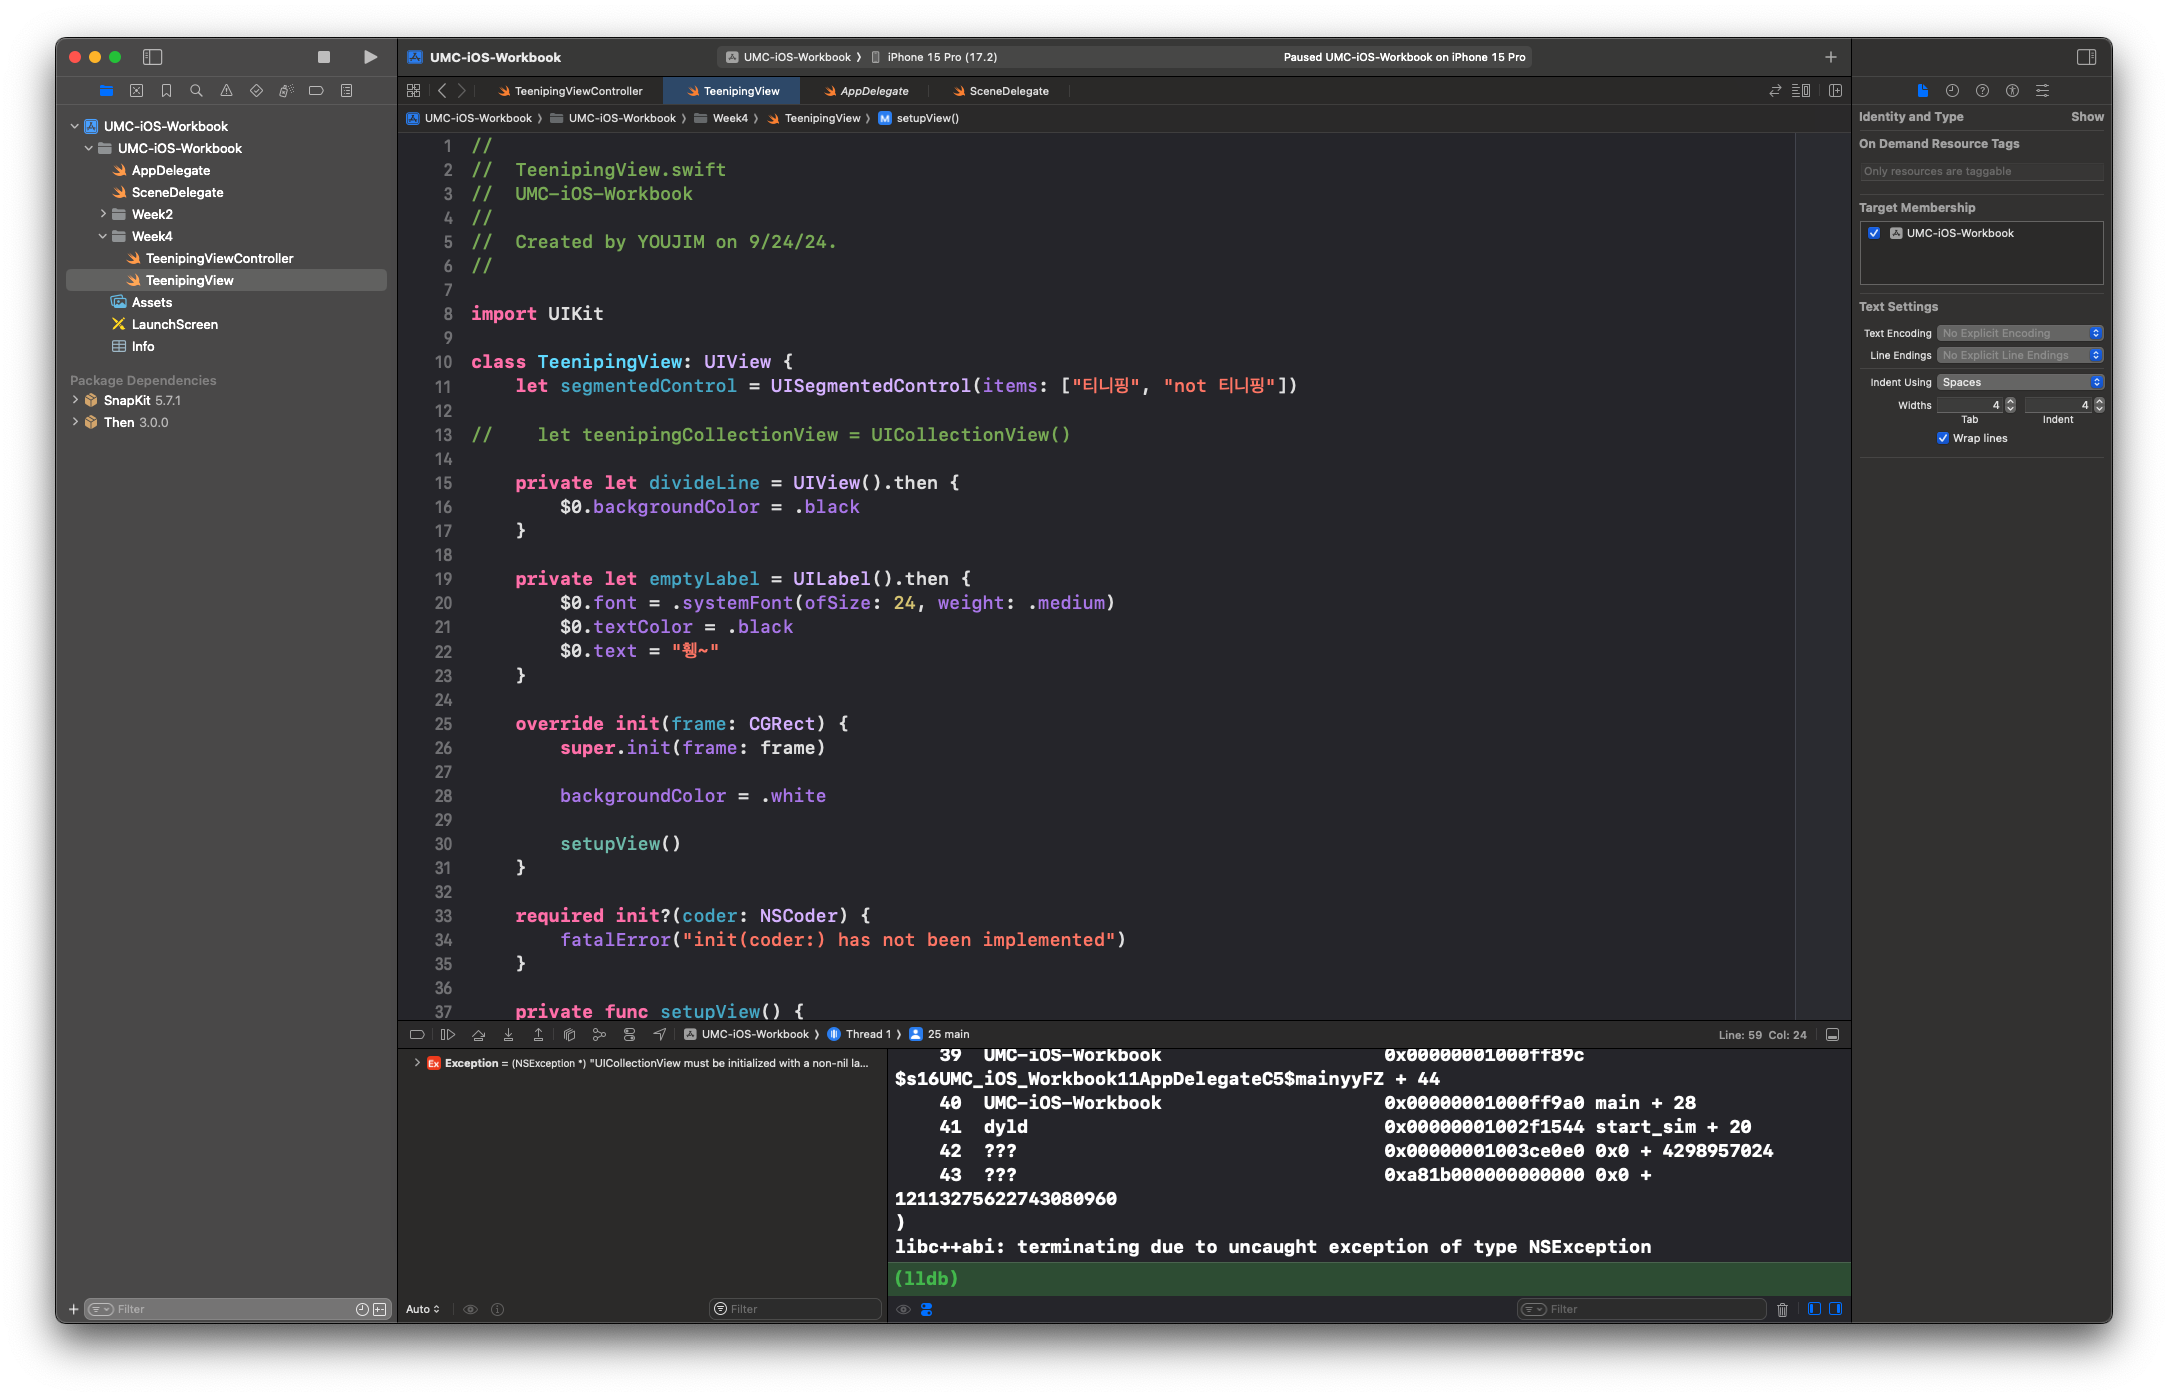 UMC-iOS-Workbook
UMC-iOS-Workbook 〉 iPhone 15 Pro (17.2)
Paused UMC-iOS-Workbook on iPhone 15 Pro
TeenipingViewController
TeenipingView
AppDelegate
SceneDelegate
UMC-iOS-Workbook 〉 UMC-iOS-Workbook 〉 Week4 〉 TeenipingView 〉 M setupView()
UMC-iOS-Workbook
UMC-iOS-Workbook
AppDelegate
SceneDelegate
Week2
Week4
TeenipingViewController
TeenipingView
Assets
LaunchScreen
Info
Package Dependencies
SnapKit 5.7.1
Then 3.0.0
Filter
1 //
2 //  TeenipingView.swift
3 //  UMC-iOS-Workbook
4 //
5 //  Created by YOUJIM on 9/24/24.
6 //
7
8 import UIKit
9
10 class TeenipingView: UIView {
11     let segmentedControl = UISegmentedControl(items: ["티니핑", "not 티니핑"])
12
13 //    let teenipingCollectionView = UICollectionView()
14
15     private let divideLine = UIView().then {
16         $0.backgroundColor = .black
17     }
18
19     private let emptyLabel = UILabel().then {
20         $0.font = .systemFont(ofSize: 24, weight: .medium)
21         $0.textColor = .black
22         $0.text = "휑~"
23     }
24
25     override init(frame: CGRect) {
26         super.init(frame: frame)
27
28         backgroundColor = .white
29
30         setupView()
31     }
32
33     required init?(coder: NSCoder) {
34         fatalError("init(coder:) has not been implemented")
35     }
36
37     private func setupView() {
UMC-iOS-Workbook 〉 Thread 1 〉 25 main
Line: 59 Col: 24
Ex Exception = (NSException *) "UICollectionView must be initialized with a non-nil la...
Auto
Filter
39 UMC-iOS-Workbook 0x00000001000ff89c
$s16UMC_iOS_Workbook11AppDelegateC5$mainyyFZ + 44
40 UMC-iOS-Workbook 0x00000001000ff9a0 main + 28
41 dyld 0x00000001002f1544 start_sim + 20
42 ??? 0x00000001003ce0e0 0x0 + 4298957024
43 ??? 0xa81b000000000000 0x0 +
12113275622743080960
)
libc++abi: terminating due to uncaught exception of type NSException
(lldb)
Filter
Identity and Type Show
On Demand Resource Tags
Only resources are taggable
Target Membership
UMC-iOS-Workbook
Text Settings
Text Encoding No Explicit Encoding
Line Endings No Explicit Line Endings
Indent Using Spaces
Widths 4 4
Tab Indent
Wrap lines